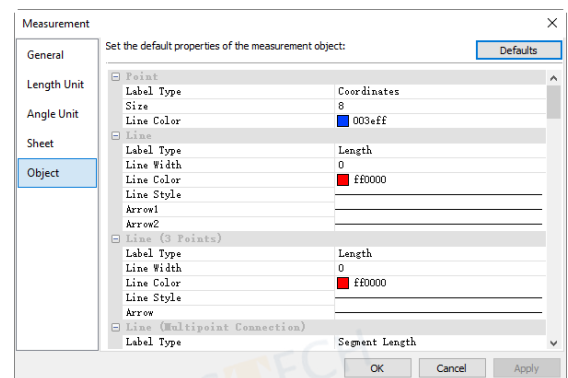 Measurement
General
Length Unit
Angle Unit
Sheet
Object
Set the default properties of the measurement object:
Defaults
Point
Label Type Coordinates
Size 8
Line Color 003eff
Line
Label Type Length
Line Width 0
Line Color ff0000
Line Style
Arrow1
Arrow2
Line (3 Points)
Label Type Length
Line Width 0
Line Color ff0000
Line Style
Arrow
Line (Multipoint Connection)
Label Type Segment Length
OK Cancel Apply